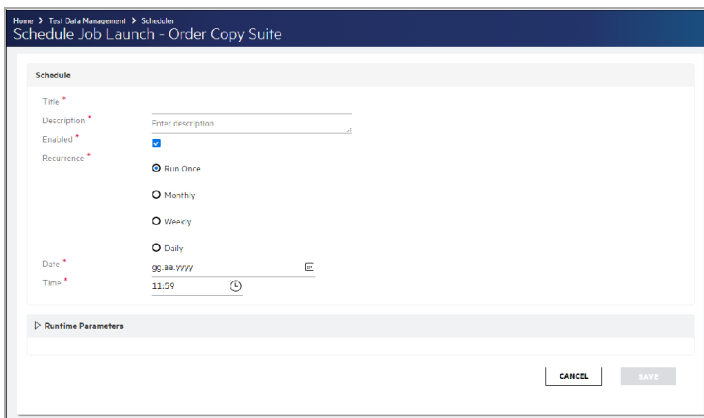 Home > Test Data Management > Scheduler
Schedule Job Launch - Order Copy Suite
Schedule
Title *
Description *
Enter description
Enabled *
Recurrence *
Run Once
Monthly
Weekly
Daily
Date *
gg.aa.yyyy
Time *
11:59
Runtime Parameters
CANCEL
SAVE